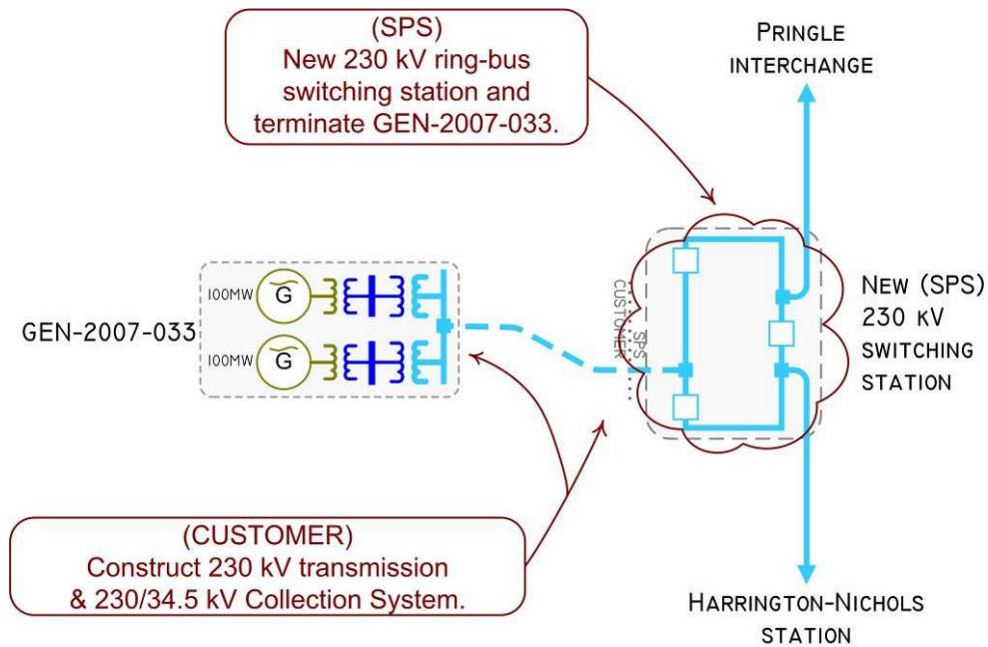 (SPS)
New 230 kV ring-bus
switching station and
terminate GEN-2007-033.
PRINGLE
INTERCHANGE
100MW
G
GEN-2007-033
100MW
G
CUSTOMER
SPS
NEW (SPS)
230 KV
SWITCHING
STATION
(CUSTOMER)
Construct 230 kV transmission
& 230/34.5 kV Collection System.
HARRINGTON-NICHOLS
STATION